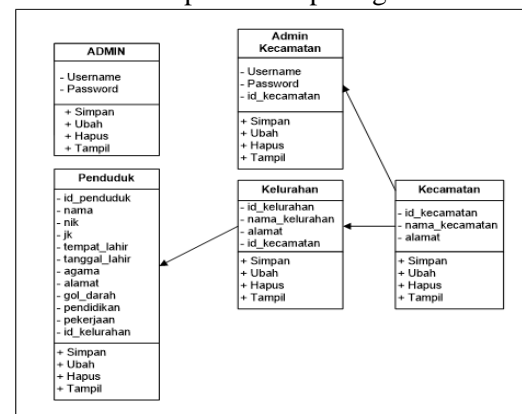 ADMIN
- Username
- Password
+ Simpan
+ Ubah
+ Hapus
+ Tampil
Admin
Kecamatan
- Username
- Password
- id_kecamatan
+ Simpan
+ Ubah
+ Hapus
+ Tampil
Penduduk
- id_penduduk
- nama
- nik
- jk
- tempat_lahir
- tanggal_lahir
- agama
- alamat
- gol_darah
- pendidikan
- pekerjaan
- id_kelurahan
+ Simpan
+ Ubah
+ Hapus
+ Tampil
Kelurahan
- id_kelurahan
- nama_kelurahan
- alamat
- id_kecamatan
+ Simpan
+ Ubah
+ Hapus
+ Tampil
Kecamatan
- id_kecamatan
- nama_kecamatan
- alamat
+ Simpan
+ Ubah
+ Hapus
+ Tampil